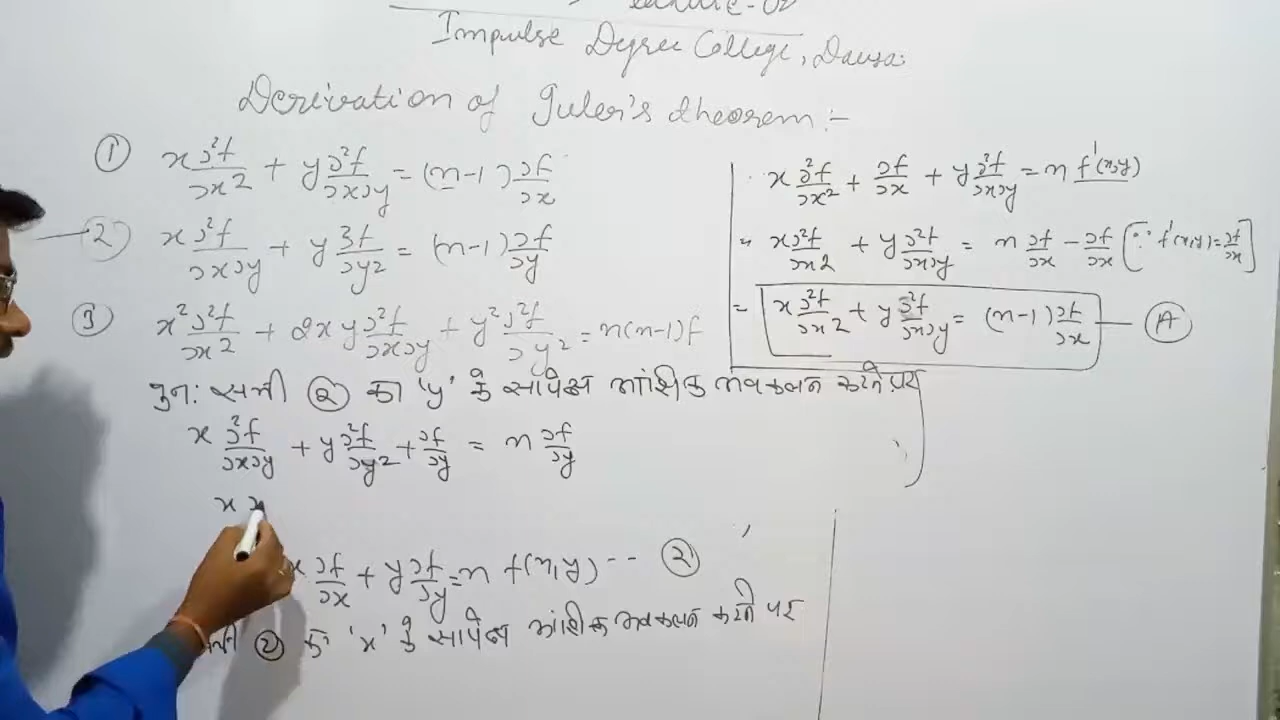 Lecture-02
Impulse Degree College, Dausa.
Derivation of Euler's theorem :-
① x ∂²f/∂x² + y ∂²f/∂x∂y = (n-1) ∂f/∂x
② x ∂²f/∂x∂y + y ∂²f/∂y² = (n-1) ∂f/∂y
③ x² ∂²f/∂x² + 2xy ∂²f/∂x∂y + y² ∂²f/∂y² = n(n-1)f
x ∂²f/∂x² + ∂f/∂x + y ∂²f/∂x∂y = n f'(x,y)
= x ∂²f/∂x² + y ∂²f/∂x∂y = n ∂f/∂x - ∂f/∂x [∵ f'(x,y) = ∂f/∂x]
= x ∂²f/∂x² + y ∂²f/∂x∂y = (n-1) ∂f/∂x — Ⓐ
पुनः समी ② का 'y' के सापेक्ष आंशिक अवकलन करने पर
x ∂²f/∂x∂y + y ∂²f/∂y² + ∂f/∂y = n ∂f/∂y
x
x ∂f/∂x + y ∂f/∂y = n f(x,y) -- ②
② का 'x' के सापेक्ष आंशिक अवकलन करने पर